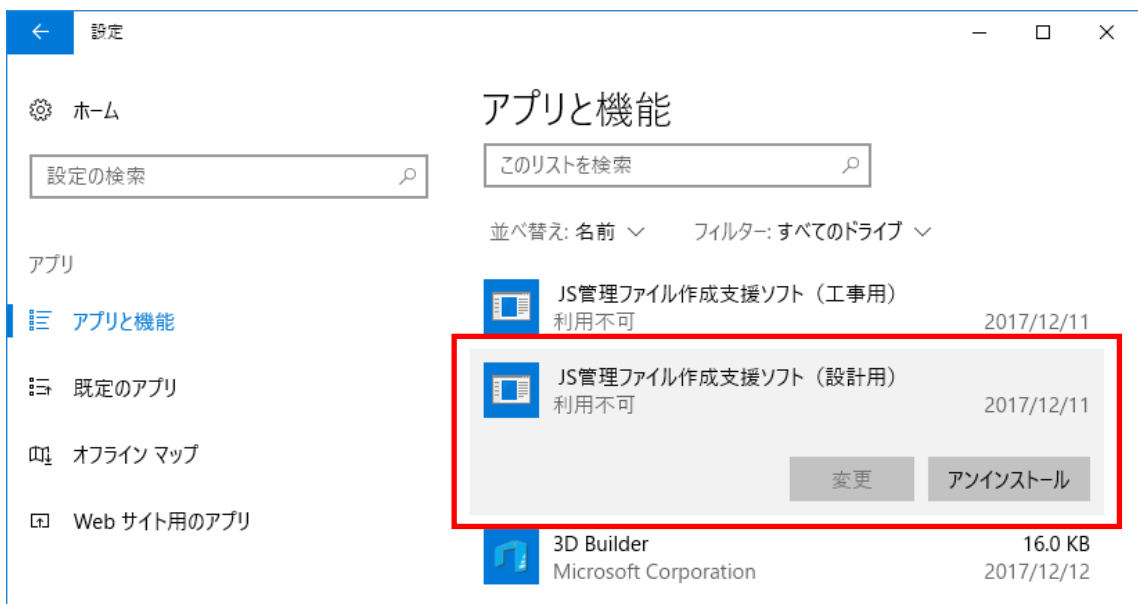 設定
ホーム
設定の検索
アプリ
アプリと機能
既定のアプリ
オフライン マップ
Web サイト用のアプリ
アプリと機能
このリストを検索
並べ替え: 名前 フィルター: すべてのドライブ
JS管理ファイル作成支援ソフト（工事用）
利用不可 2017/12/11
JS管理ファイル作成支援ソフト（設計用）
利用不可 2017/12/11
変更 アンインストール
3D Builder 16.0 KB
Microsoft Corporation 2017/12/12